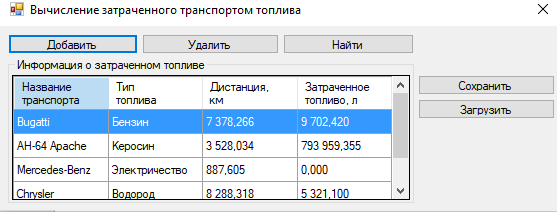 Вычисление затраченного транспортом топлива
Добавить Удалить Найти
Информация о затраченном топливе
Название транспорта Тип топлива Дистанция, км Затраченное топливо, л
Bugatti Бензин 7 378,266 9 702,420
AH-64 Apache Керосин 3 528,034 793 959,355
Mercedes-Benz Электричество 887,605 0,000
Chrysler Водород 8 288,318 5 321,100
Сохранить
Загрузить